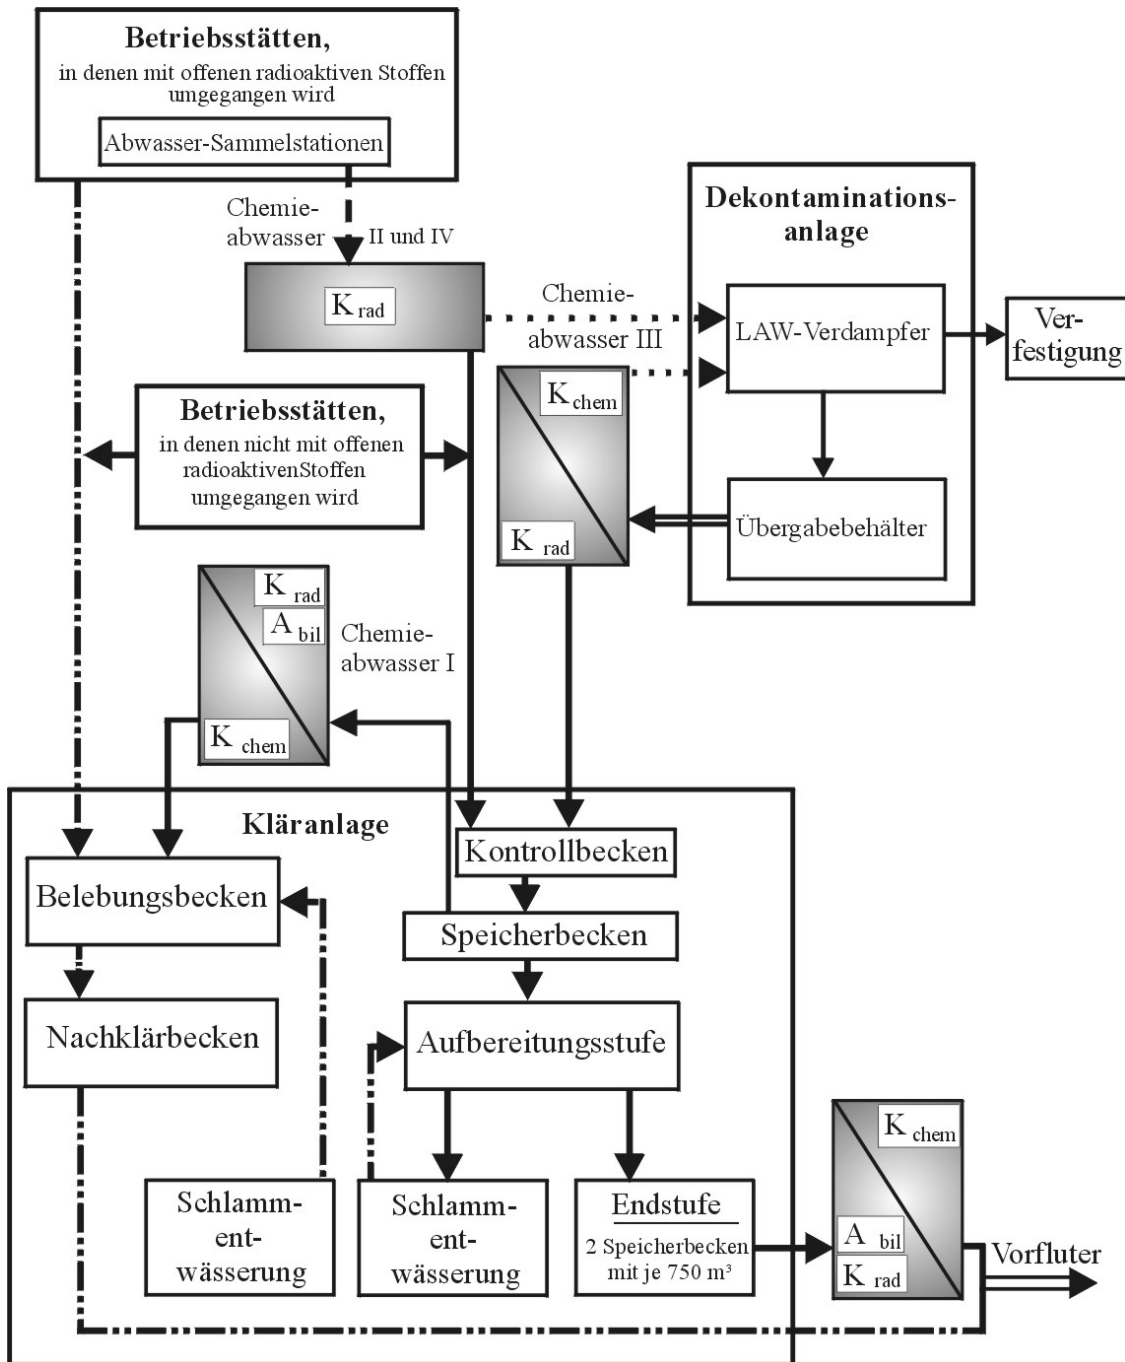 Betriebsstätten,
in denen mit offenen radioaktiven Stoffen
umgegangen wird
Abwasser-Sammelstationen
Chemie-
abwasser
II und IV
K rad
Chemie-
abwasser III
Dekontaminations-
anlage
LAW-Verdampfer
Ver-
festigung
Betriebsstätten,
in denen nicht mit offenen
radioaktivenStoffen
umgegangen wird
K chem
K rad
Übergabebehälter
K rad
A bil
K chem
Chemie-
abwasser I
Kläranlage
Kontrollbecken
Belebungsbecken
Speicherbecken
Nachklärbecken
Aufbereitungsstufe
Schlamm-
ent-
wässerung
Schlamm-
ent-
wässerung
Endstufe
2 Speicherbecken
mit je 750 m³
K chem
A bil
K rad
Vorfluter